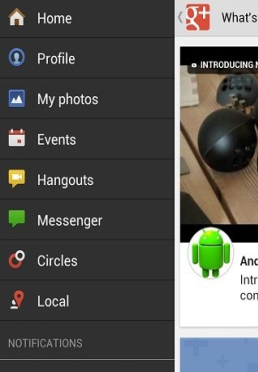 Home
Profile
My photos
Events
Hangouts
Messenger
Circles
Local
NOTIFICATIONS
g+
What's
INTRODUCING
And
Intr
con